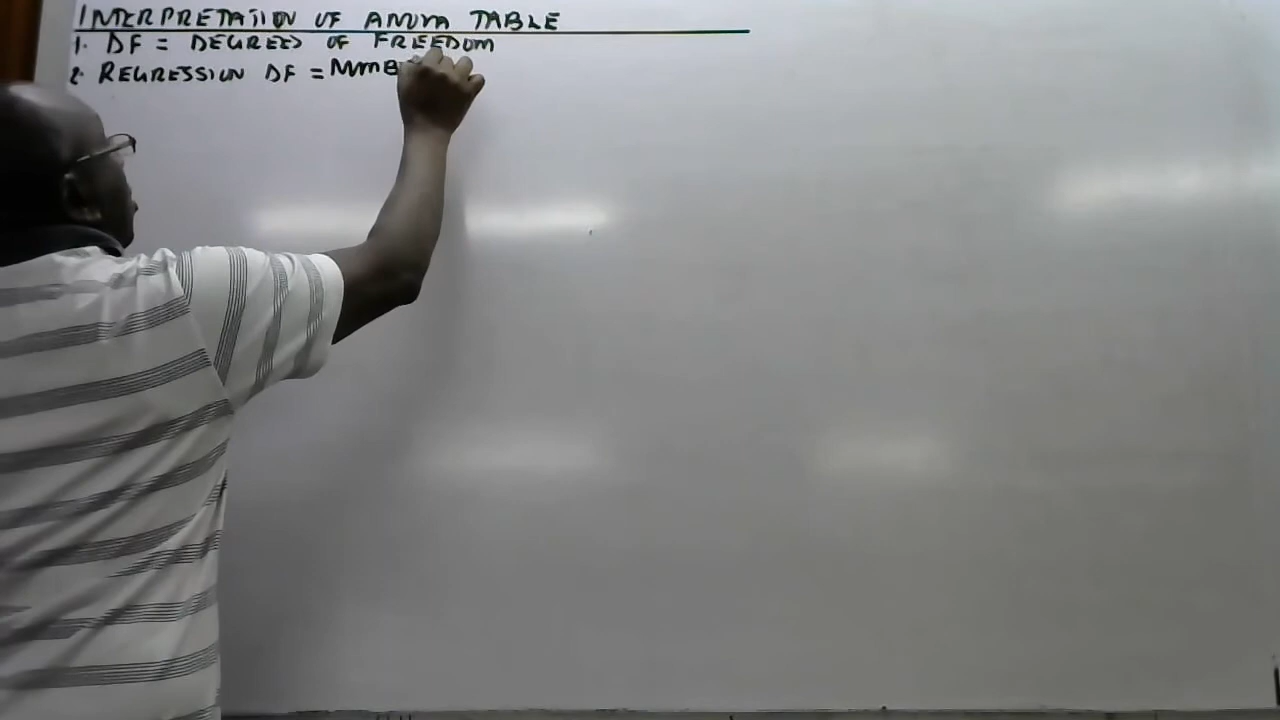 INTERPRETATION OF ANOVA TABLE
1. DF = DEGREES OF FREEDOM
2. REGRESSION DF =